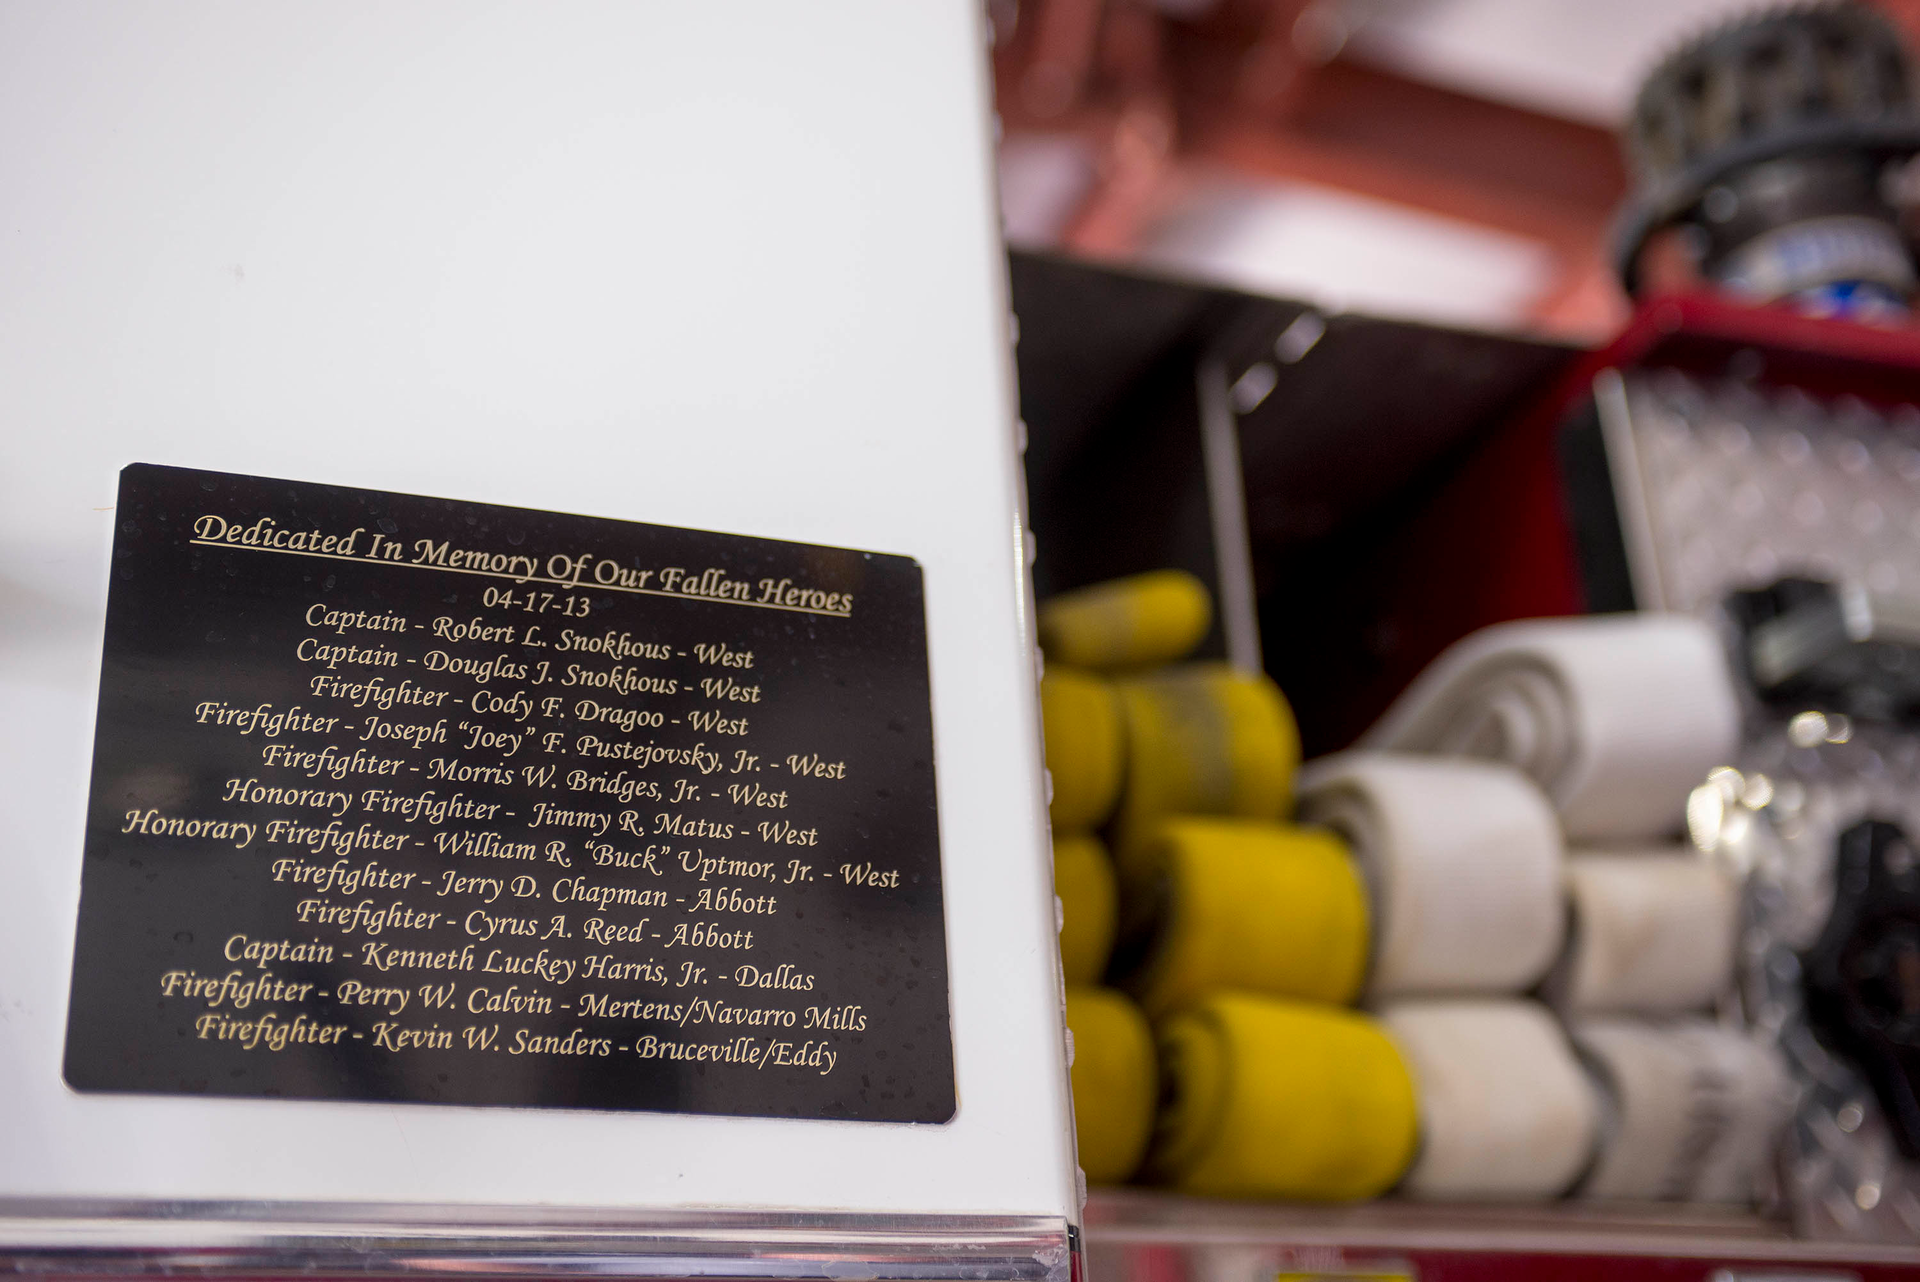 Dedicated In Memory Of Our Fallen Heroes
04-17-13
Captain - Robert L. Snokhous - West
Captain - Douglas J. Snokhous - West
Firefighter - Cody F. Dragoo - West
Firefighter - Joseph “Joey” F. Pustejovsky, Jr. - West
Firefighter - Morris W. Bridges, Jr. - West
Honorary Firefighter - Jimmy R. Matus - West
Honorary Firefighter - William R. “Buck” Uptmor, Jr. - West
Firefighter - Jerry D. Chapman - Abbott
Firefighter - Cyrus A. Reed - Abbott
Captain - Kenneth Luckey Harris, Jr. - Dallas
Firefighter - Perry W. Calvin - Mertens/Navarro Mills
Firefighter - Kevin W. Sanders - Bruceville/Eddy